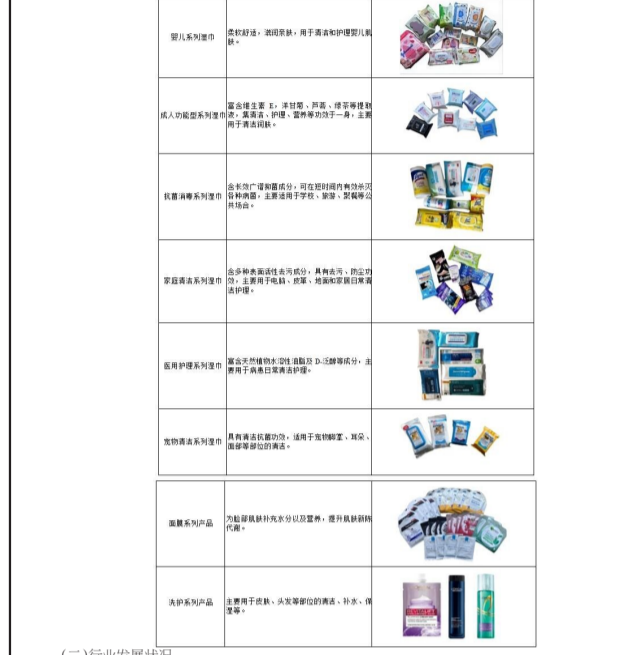 婴儿系列湿巾
柔软舒适,滋润亲肤,用于清洁和护理婴儿肌
肤。
成人功能型系列湿巾
富含维生素 E,洋甘菊、芦荟、绿茶等提取
液,集清洁、护理、营养等功效于一身,主要
用于清洁润肤。
抗菌消毒系列湿巾
含长效广谱抑菌成分,可在短时间内有效杀灭
各种病菌,主要适用于学校、旅游、聚餐等公
共场合。
家庭清洁系列湿巾
含多种表面活性去污成分,具有去污、防尘功
效,主要用于电脑、皮革、地面和家居日常清
洁护理。
医用护理系列湿巾
富含天然植物水溶性油脂及 D-泛醇等成分,主
要用于病患日常清洁护理。
宠物清洁系列湿巾
具有清洁抗菌功效,适用于宠物脚掌、耳朵、
面部等部位的清洁。
面膜系列产品
为脸部肌肤补充水分以及营养,提升肌肤新陈
代谢。
洗护系列产品
主要用于皮肤、头发等部位的清洁、补水、保
湿等。
(二)行业发展状况